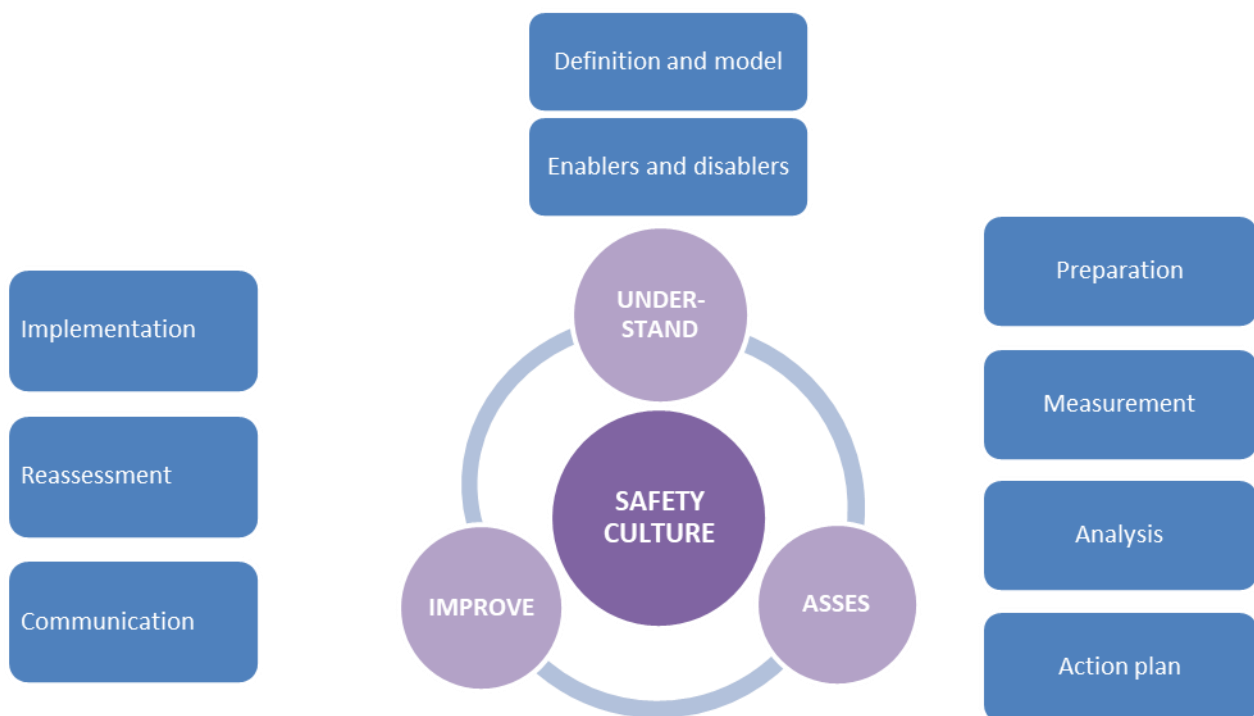 Definition and model
Enablers and disablers
UNDER-
STAND
Preparation
Measurement
Analysis
Action plan
Implementation
Reassessment
Communication
SAFETY
CULTURE
IMPROVE
ASSES